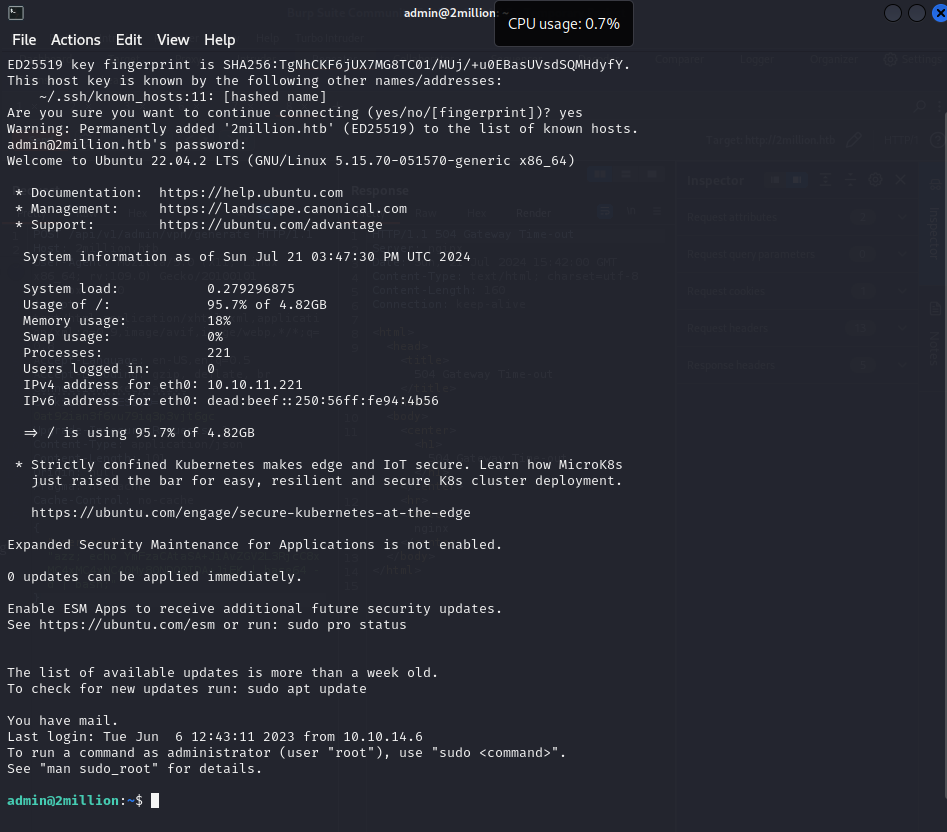 admin@2million: ~
CPU usage: 0.7%
File Actions Edit View Help
ED25519 key fingerprint is SHA256:TgNhCKF6jUX7MG8TC01/MUj/+u0EBasUVsdSQMHdyfY.
This host key is known by the following other names/addresses:
~/.ssh/known_hosts:11: [hashed name]
Are you sure you want to continue connecting (yes/no/[fingerprint])? yes
Warning: Permanently added '2million.htb' (ED25519) to the list of known hosts.
admin@2million.htb's password:
Welcome to Ubuntu 22.04.2 LTS (GNU/Linux 5.15.70-051570-generic x86_64)
* Documentation: https://help.ubuntu.com
* Management: https://landscape.canonical.com
* Support: https://ubuntu.com/advantage
System information as of Sun Jul 21 03:47:30 PM UTC 2024
System load: 0.279296875
Usage of /: 95.7% of 4.82GB
Memory usage: 18%
Swap usage: 0%
Processes: 221
Users logged in: 0
IPv4 address for eth0: 10.10.11.221
IPv6 address for eth0: dead:beef::250:56ff:fe94:4b56
=> / is using 95.7% of 4.82GB
* Strictly confined Kubernetes makes edge and IoT secure. Learn how MicroK8s
just raised the bar for easy, resilient and secure K8s cluster deployment.
https://ubuntu.com/engage/secure-kubernetes-at-the-edge
Expanded Security Maintenance for Applications is not enabled.
0 updates can be applied immediately.
Enable ESM Apps to receive additional future security updates.
See https://ubuntu.com/esm or run: sudo pro status
The list of available updates is more than a week old.
To check for new updates run: sudo apt update
You have mail.
Last login: Tue Jun  6 12:43:11 2023 from 10.10.14.6
To run a command as administrator (user "root"), use "sudo <command>".
See "man sudo_root" for details.
admin@2million:~$